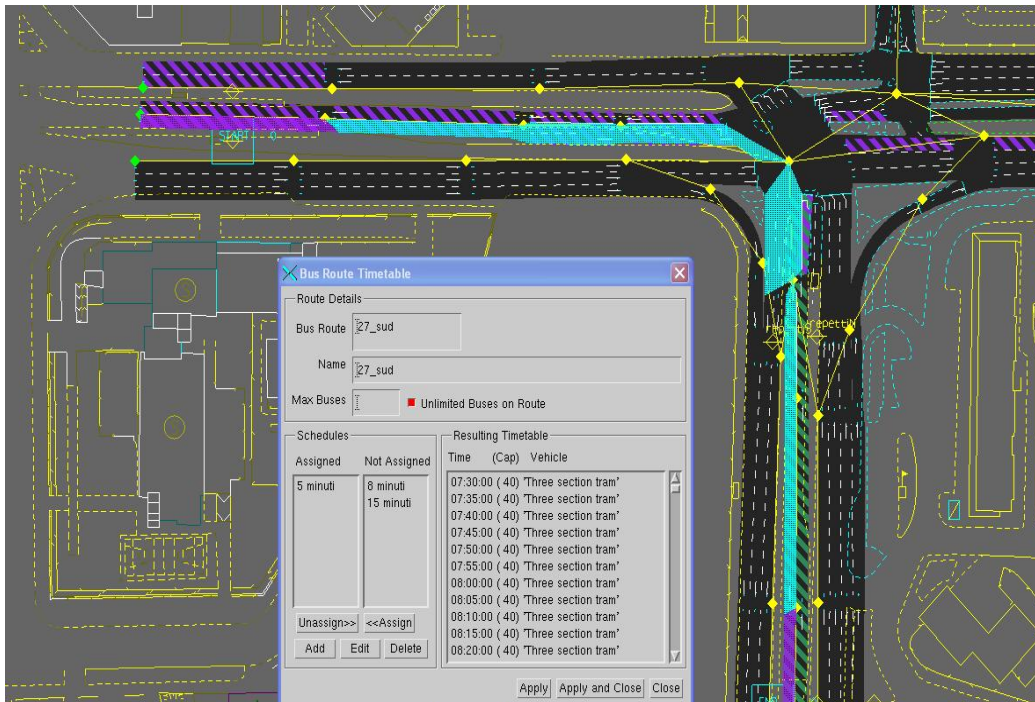 START 0
Bus Route Timetable
Route Details
Bus Route 27_sud
Name 27_sud
Max Buses Unlimited Buses on Route
Schedules
Assigned Not Assigned
5 minuti 8 minuti
15 minuti
Unassign>> <<Assign
Add Edit Delete
Resulting Timetable
Time (Cap) Vehicle
07:30:00 ( 40) 'Three section tram'
07:35:00 ( 40) 'Three section tram'
07:40:00 ( 40) 'Three section tram'
07:45:00 ( 40) 'Three section tram'
07:50:00 ( 40) 'Three section tram'
07:55:00 ( 40) 'Three section tram'
08:00:00 ( 40) 'Three section tram'
08:05:00 ( 40) 'Three section tram'
08:10:00 ( 40) 'Three section tram'
08:15:00 ( 40) 'Three section tram'
08:20:00 ( 40) 'Three section tram'
Apply Apply and Close Close